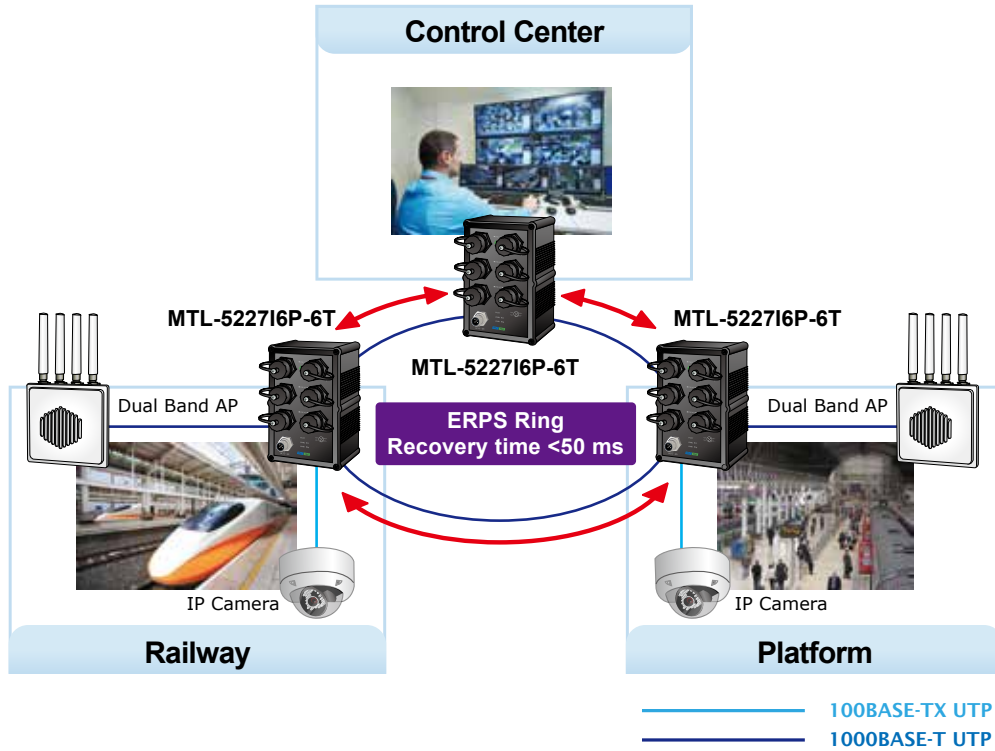 Control Center
MTL-5227I6P-6T
MTL-5227I6P-6T
MTL-5227I6P-6T
Dual Band AP
Dual Band AP
ERPS Ring
Recovery time <50 ms
IP Camera
IP Camera
Railway
Platform
100BASE-TX UTP
1000BASE-T UTP